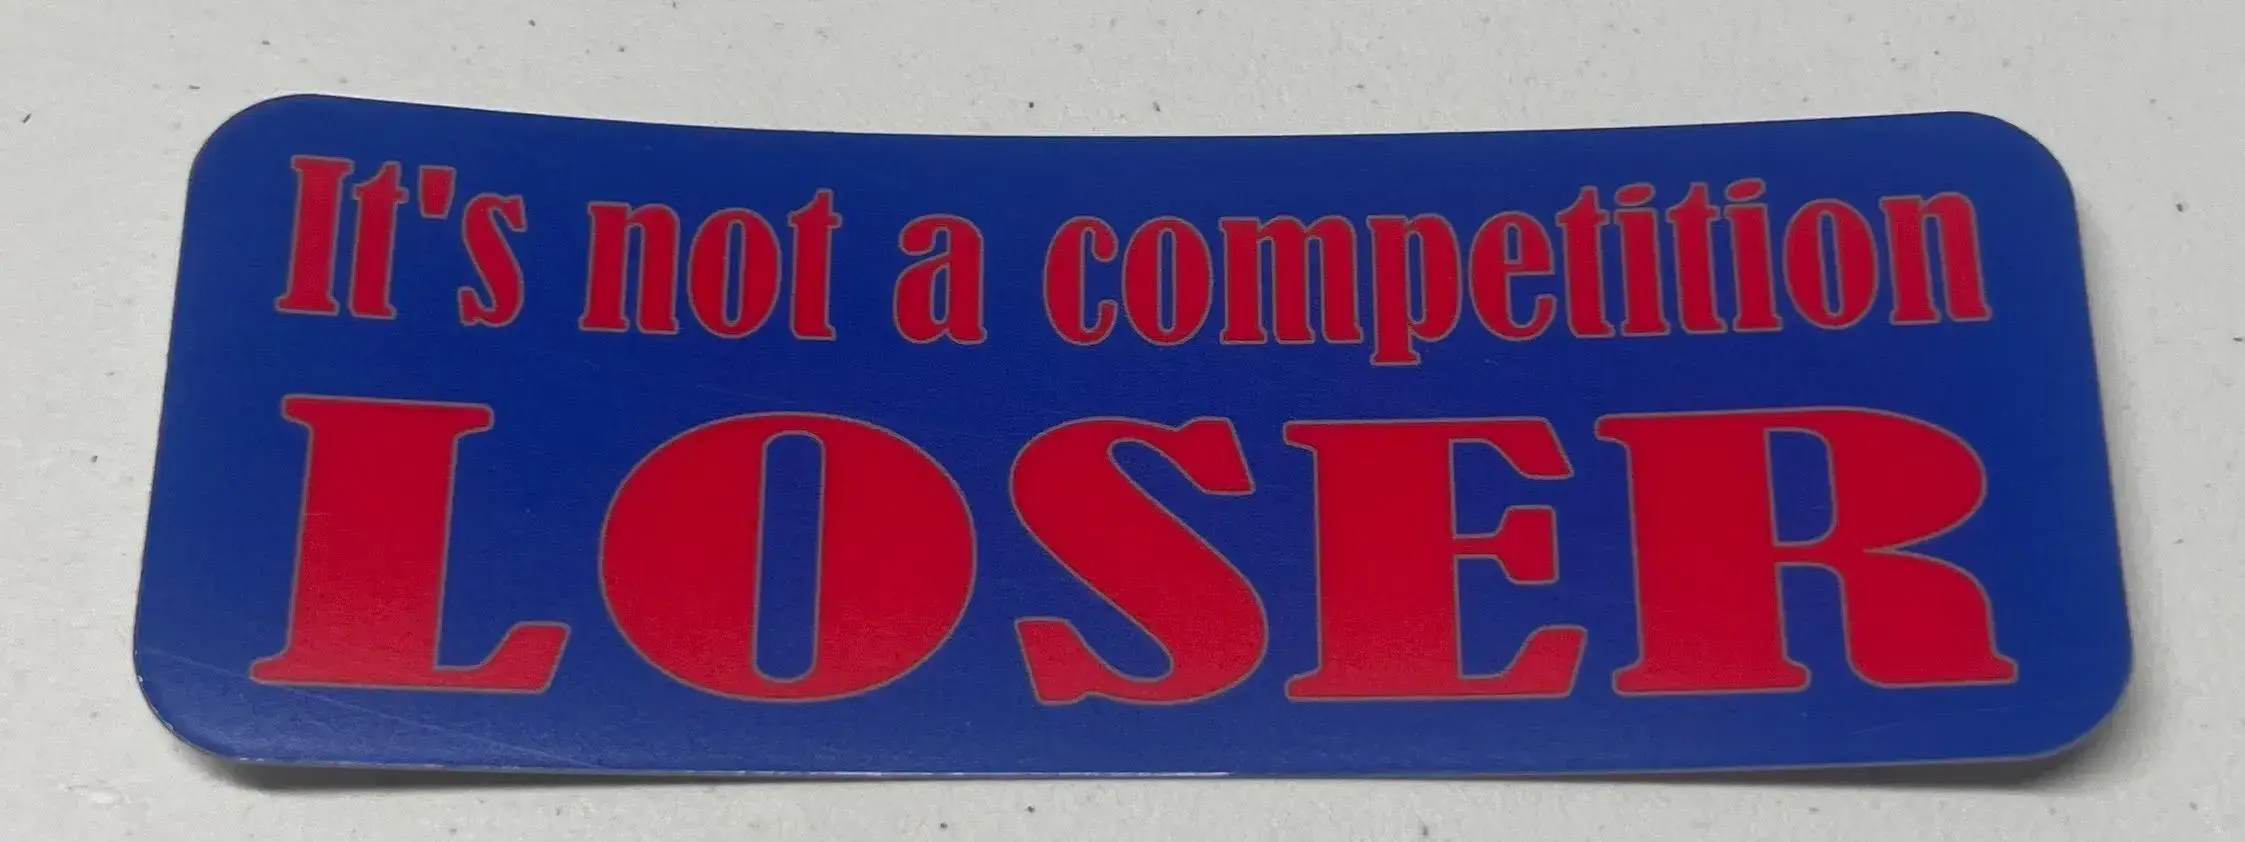 It's not a competition
LOSER